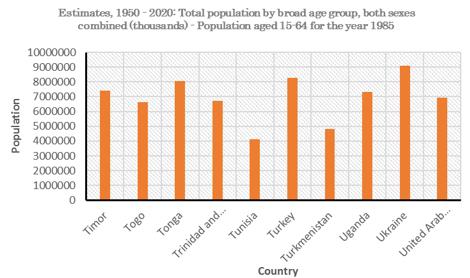 Estimates, 1950 - 2020: Total population by broad age group, both sexes
combined (thousands) - Population aged 15-64 for the year 1985
10000000
9000000
8000000
7000000
6000000
5000000
4000000
3000000
2000000
1000000
0
Population
Timor
Togo
Tonga
Trinidad and...
Tunisia
Turkey
Turkmenistan
Uganda
Ukraine
United Arab...
Country